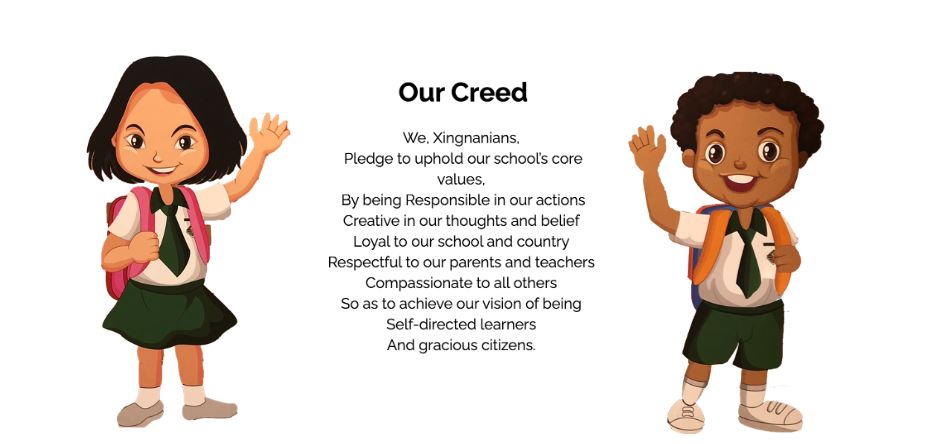 Our Creed
We, Xingnanians,
Pledge to uphold our school's core
values,
By being Responsible in our actions
Creative in our thoughts and belief
Loyal to our school and country
Respectful to our parents and teachers
Compassionate to all others
So as to achieve our vision of being
Self-directed learners
And gracious citizens.